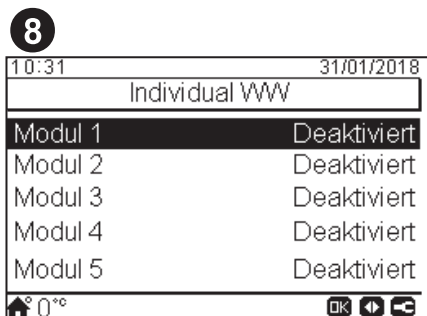 8
10:31 31/01/2018
Individual WW
Modul 1 Deaktiviert
Modul 2 Deaktiviert
Modul 3 Deaktiviert
Modul 4 Deaktiviert
Modul 5 Deaktiviert
0°c OK